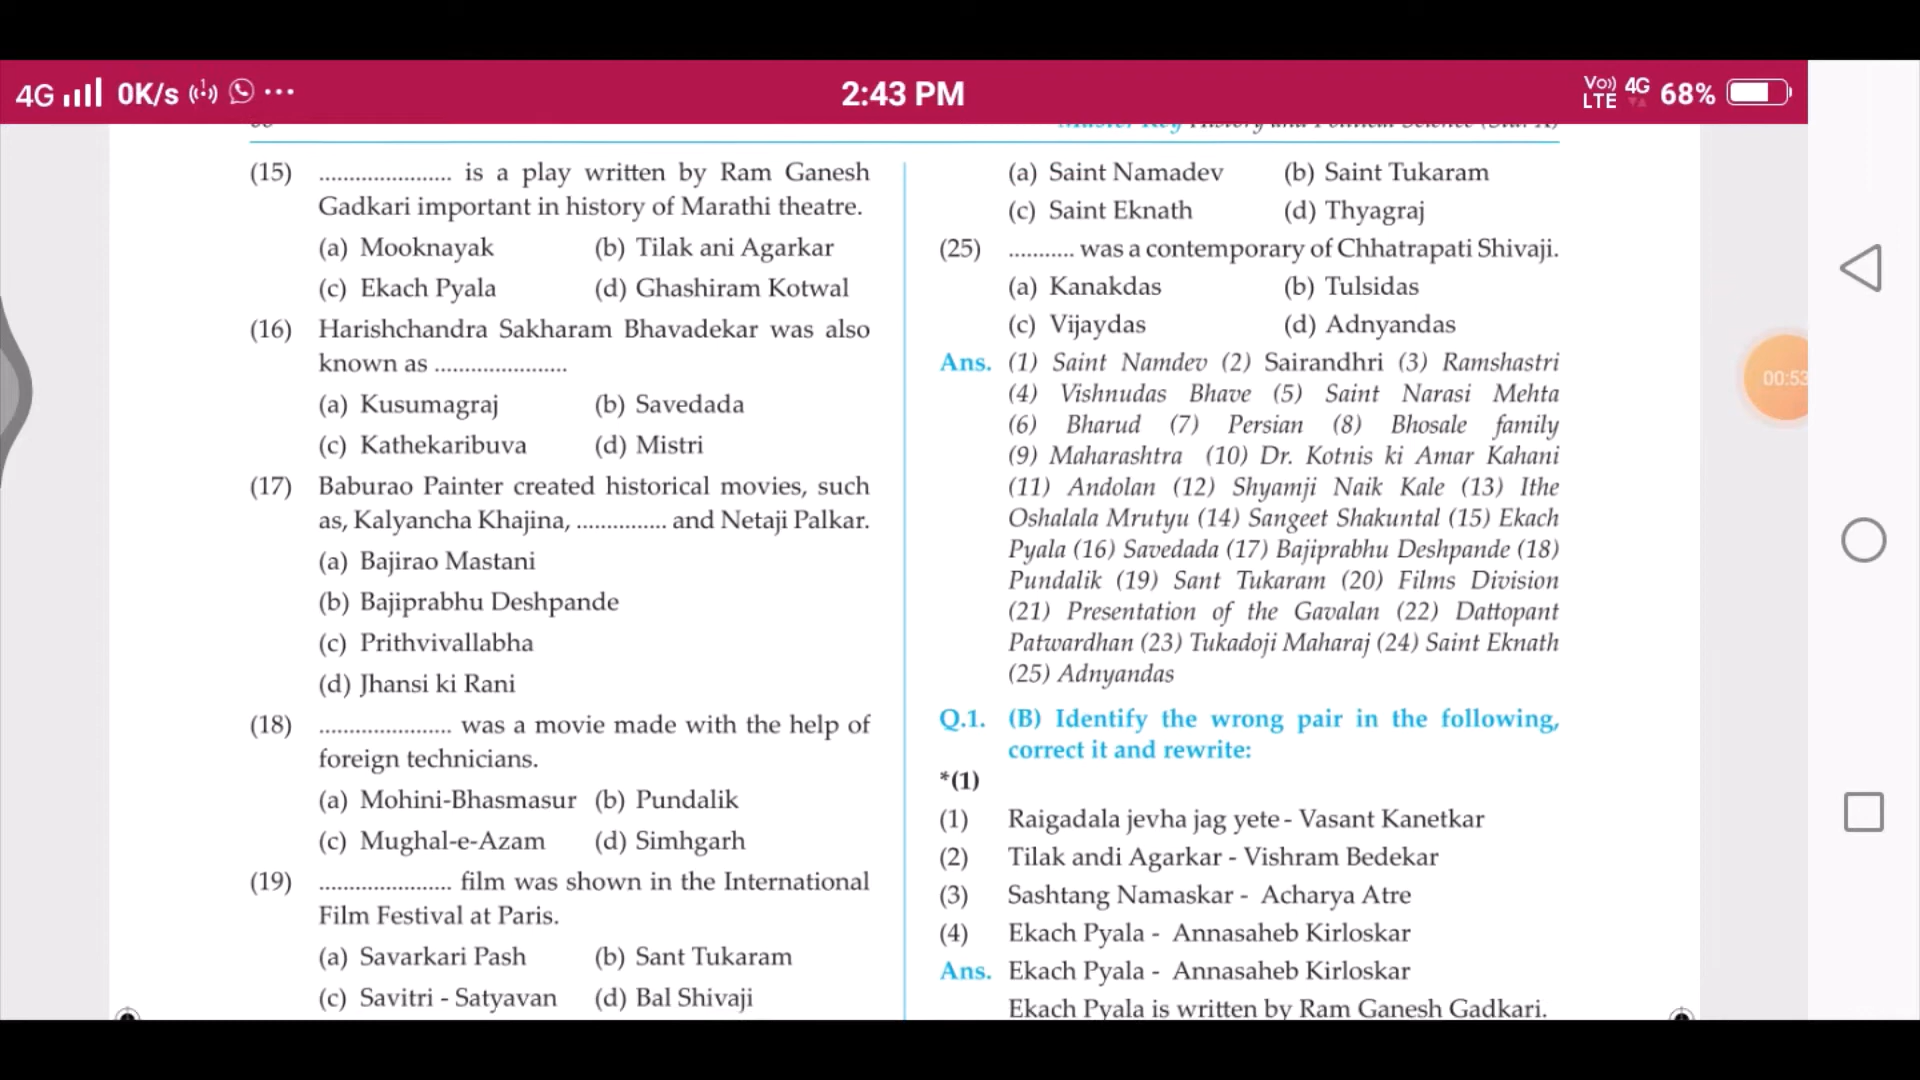 4G 0K/s ...
2:43 PM
Vo)) LTE 4G 68%
(15) ...................... is a play written by Ram Ganesh
Gadkari important in history of Marathi theatre.
(a) Mooknayak (b) Tilak ani Agarkar
(c) Ekach Pyala (d) Ghashiram Kotwal
(16) Harishchandra Sakharam Bhavadekar was also
known as ......................
(a) Kusumagraj (b) Savedada
(c) Kathekaribuva (d) Mistri
(17) Baburao Painter created historical movies, such
as, Kalyancha Khajina, ............... and Netaji Palkar.
(a) Bajirao Mastani
(b) Bajiprabhu Deshpande
(c) Prithvivallabha
(d) Jhansi ki Rani
(18) ...................... was a movie made with the help of
foreign technicians.
(a) Mohini-Bhasmasur (b) Pundalik
(c) Mughal-e-Azam (d) Simhgarh
(19) ...................... film was shown in the International
Film Festival at Paris.
(a) Savarkari Pash (b) Sant Tukaram
(c) Savitri - Satyavan (d) Bal Shivaji
Master Key History and Political Science (Std. X)
(a) Saint Namadev (b) Saint Tukaram
(c) Saint Eknath (d) Thyagraj
(25) ........... was a contemporary of Chhatrapati Shivaji.
(a) Kanakdas (b) Tulsidas
(c) Vijaydas (d) Adnyandas
Ans. (1) Saint Namdev (2) Sairandhri (3) Ramshastri
(4) Vishnudas Bhave (5) Saint Narasi Mehta
(6) Bharud (7) Persian (8) Bhosale family
(9) Maharashtra (10) Dr. Kotnis ki Amar Kahani
(11) Andolan (12) Shyamji Naik Kale (13) Ithe
Oshalala Mrutyu (14) Sangeet Shakuntal (15) Ekach
Pyala (16) Savedada (17) Bajiprabhu Deshpande (18)
Pundalik (19) Sant Tukaram (20) Films Division
(21) Presentation of the Gavalan (22) Dattopant
Patwardhan (23) Tukadoji Maharaj (24) Saint Eknath
(25) Adnyandas
Q.1. (B) Identify the wrong pair in the following,
correct it and rewrite:
*(1)
(1) Raigadala jevha jag yete - Vasant Kanetkar
(2) Tilak andi Agarkar - Vishram Bedekar
(3) Sashtang Namaskar - Acharya Atre
(4) Ekach Pyala - Annasaheb Kirloskar
Ans. Ekach Pyala - Annasaheb Kirloskar
Ekach Pyala is written by Ram Ganesh Gadkari.
00:53